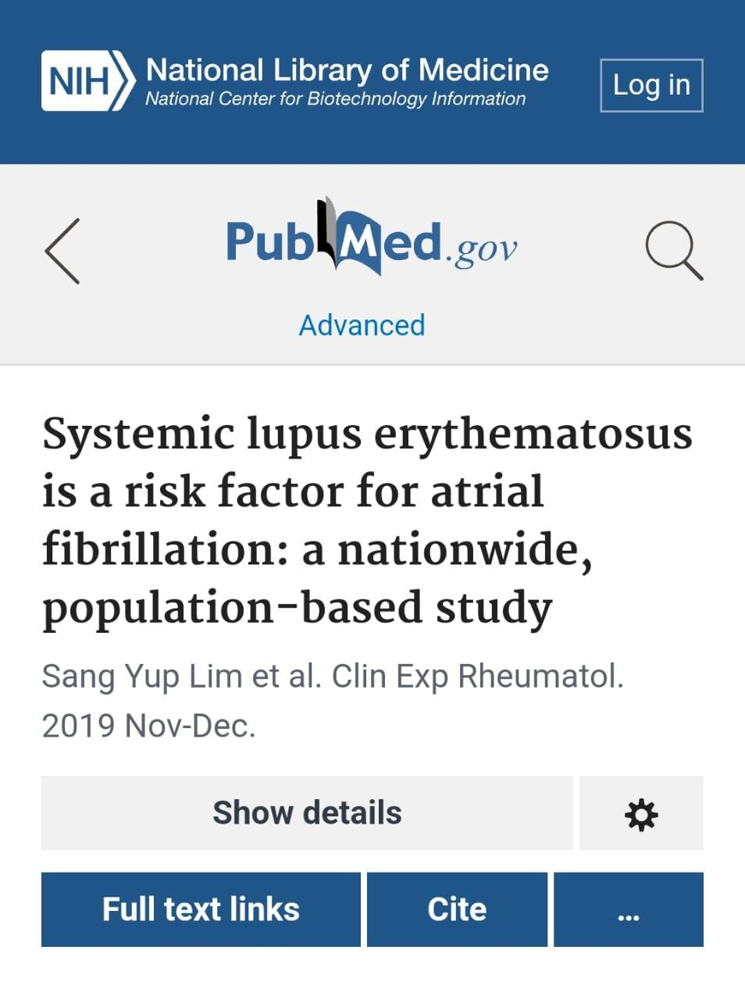 NIH
National Library of Medicine
National Center for Biotechnology Information
Log in
PubMed.gov
Advanced
Systemic lupus erythematosus
is a risk factor for atrial
fibrillation: a nationwide,
population-based study
Sang Yup Lim et al. Clin Exp Rheumatol.
2019 Nov-Dec.
Show details
Full text links
Cite
...